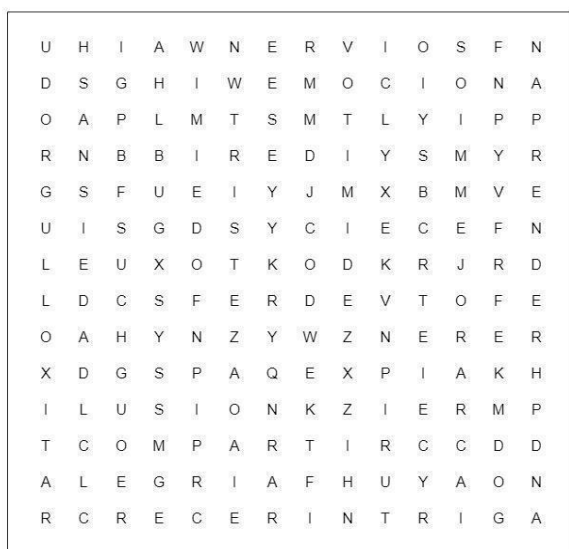 U H I A W N E R V I O S F N
D S G H I W E M O C I O N A
O A P L M T S M T L Y I P P
R N B B I R E D I Y S M Y R
G S F U E I Y J M X B M V E
U I S G D S Y C I E C E F N
L E U X O T K O D K R J R D
L D C S F E R D E V T O F E
O A H Y N Z Y W Z N E R E R
X D G S P A Q E X P I A K H
I L U S I O N K Z I E R M P
T C O M P A R T I R C C D D
A L E G R I A F H U Y A O N
R C R E C E R I N T R I G A